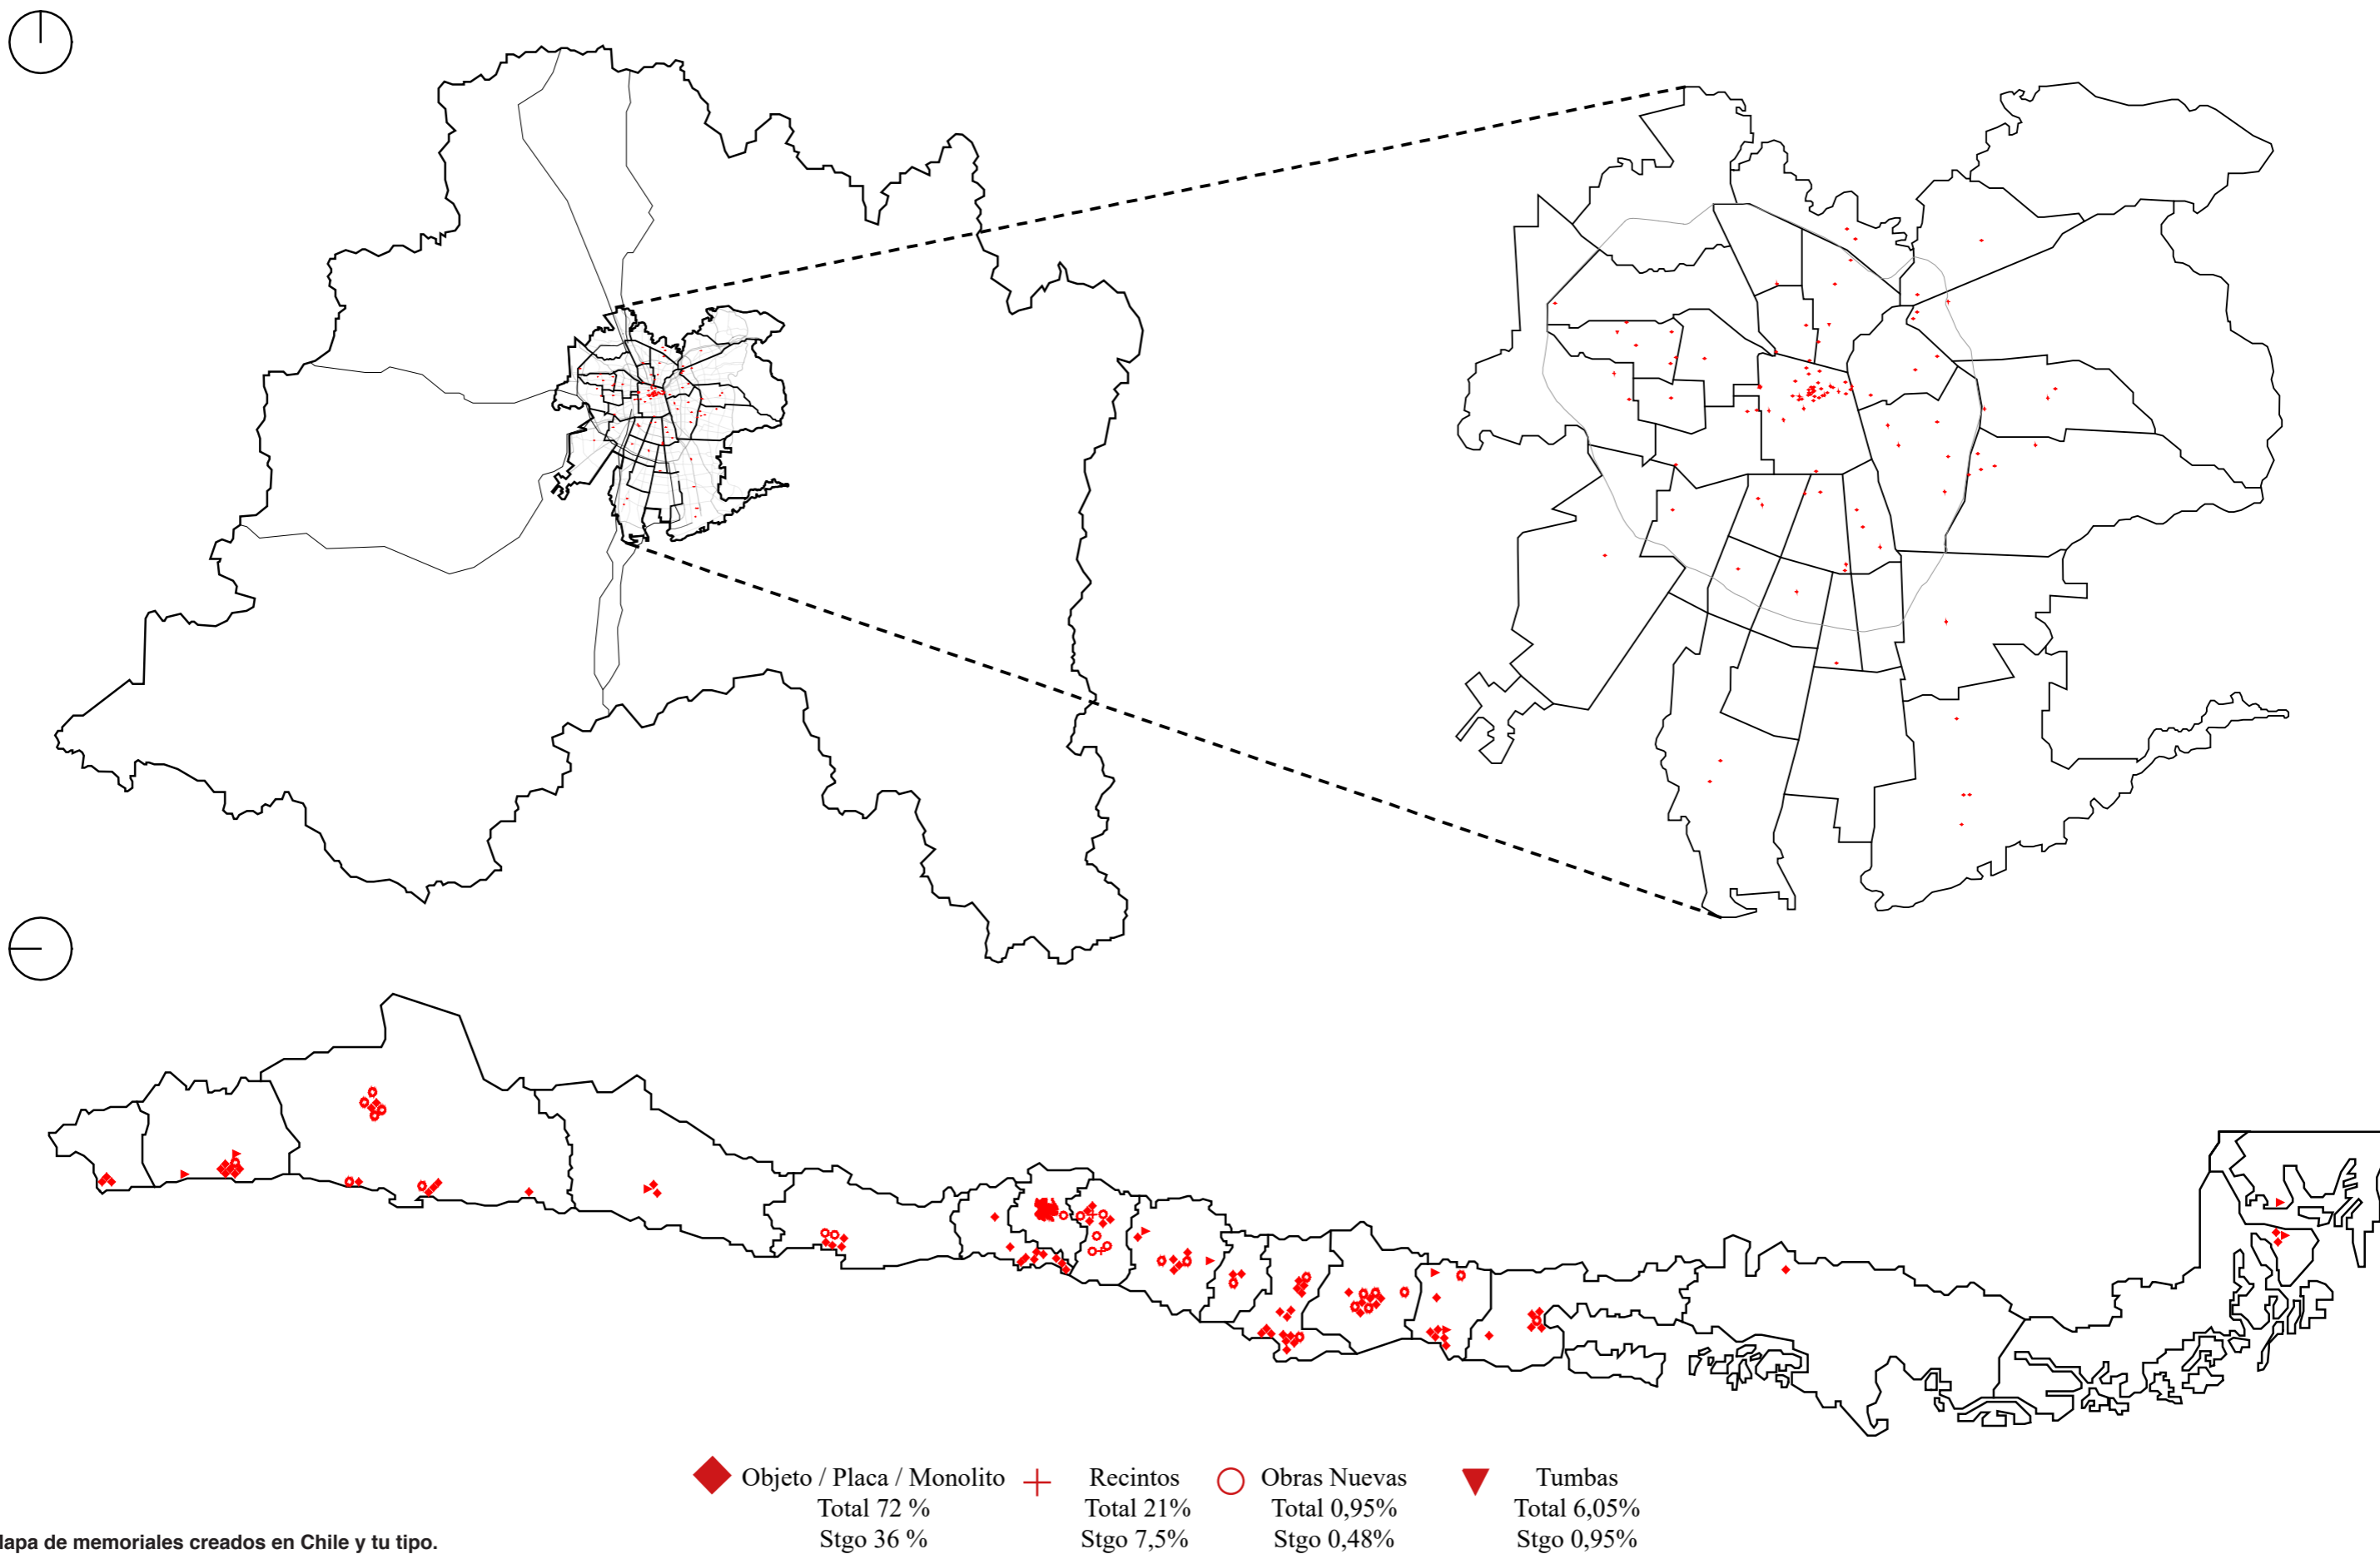 Objeto / Placa / Monolito
Total 72 %
Stgo 36 %
Recintos
Total 21%
Stgo 7,5%
Obras Nuevas
Total 0,95%
Stgo 0,48%
Tumbas
Total 6,05%
Stgo 0,95%
lapa de memoriales creados en Chile y tu tipo.